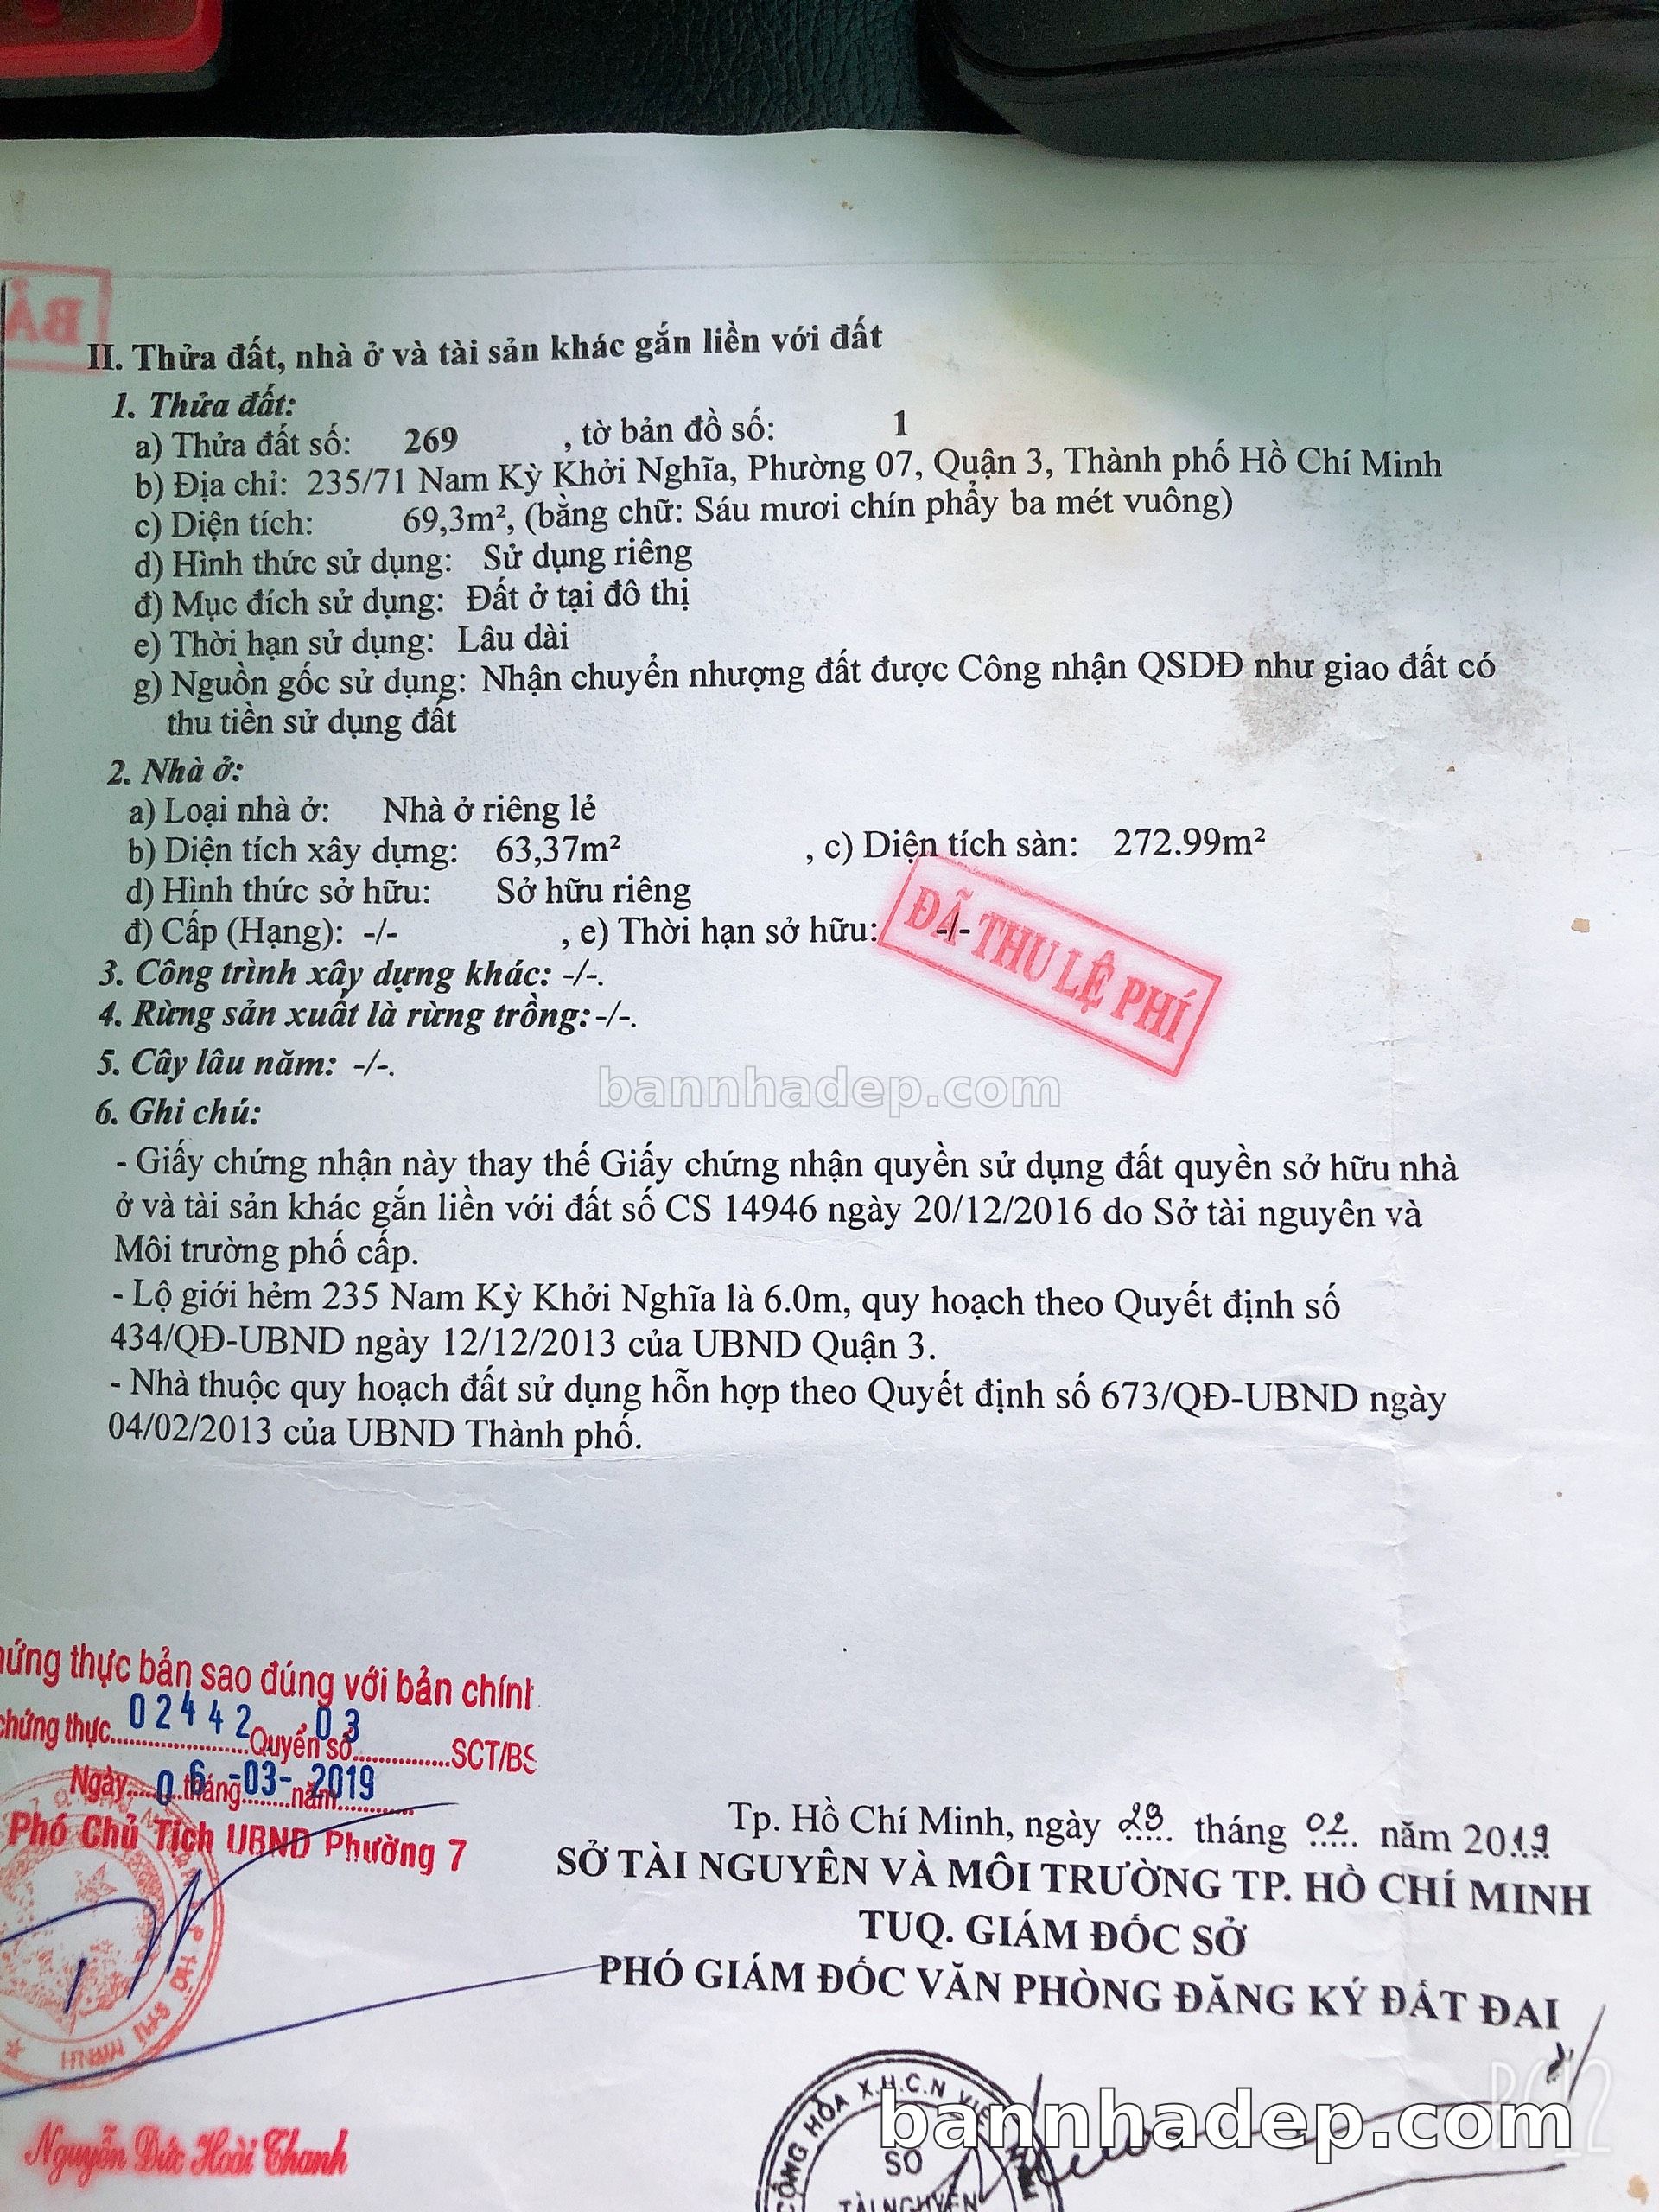 BẢ
II. Thửa đất, nhà ở và tài sản khác gắn liền với đất
1. Thửa đất:
a) Thửa đất số: 269 , tờ bản đồ số: 1
b) Địa chỉ: 235/71 Nam Kỳ Khởi Nghĩa, Phường 07, Quận 3, Thành phố Hồ Chí Minh
c) Diện tích: 69,3m², (bằng chữ: Sáu mươi chín phẩy ba mét vuông)
d) Hình thức sử dụng: Sử dụng riêng
đ) Mục đích sử dụng: Đất ở tại đô thị
e) Thời hạn sử dụng: Lâu dài
g) Nguồn gốc sử dụng: Nhận chuyển nhượng đất được Công nhận QSDĐ như giao đất có
thu tiền sử dụng đất
2. Nhà ở:
a) Loại nhà ở: Nhà ở riêng lẻ
b) Diện tích xây dựng: 63,37m² , c) Diện tích sàn: 272.99m²
d) Hình thức sở hữu: Sở hữu riêng
đ) Cấp (Hạng): -/- , e) Thời hạn sở hữu: -/-
ĐÃ THU LỆ PHÍ
3. Công trình xây dựng khác: -/-.
4. Rừng sản xuất là rừng trồng: -/-.
5. Cây lâu năm: -/-.
bannhadep.com
6. Ghi chú:
- Giấy chứng nhận này thay thế Giấy chứng nhận quyền sử dụng đất quyền sở hữu nhà
ở và tài sản khác gắn liền với đất số CS 14946 ngày 20/12/2016 do Sở tài nguyên và
Môi trường phố cấp.
- Lộ giới hẻm 235 Nam Kỳ Khởi Nghĩa là 6.0m, quy hoạch theo Quyết định số
434/QĐ-UBND ngày 12/12/2013 của UBND Quận 3.
- Nhà thuộc quy hoạch đất sử dụng hỗn hợp theo Quyết định số 673/QĐ-UBND ngày
04/02/2013 của UBND Thành phố.
ứng thực bản sao đúng với bản chính
chứng thực 02442 Quyển số 03 SCT/BS
Ngày 06 tháng -03- năm 2019
Phó Chủ Tịch UBND Phường 7
Nguyễn Đức Hoài Thanh
Tp. Hồ Chí Minh, ngày 29 tháng 02 năm 2019
SỞ TÀI NGUYÊN VÀ MÔI TRƯỜNG TP. HỒ CHÍ MINH
TUQ. GIÁM ĐỐC SỞ
PHÓ GIÁM ĐỐC VĂN PHÒNG ĐĂNG KÝ ĐẤT ĐAI
CỘNG HÒA X.H.C.N VIỆ
SỞ
TÀI NGUYÊN
bannhadep.com